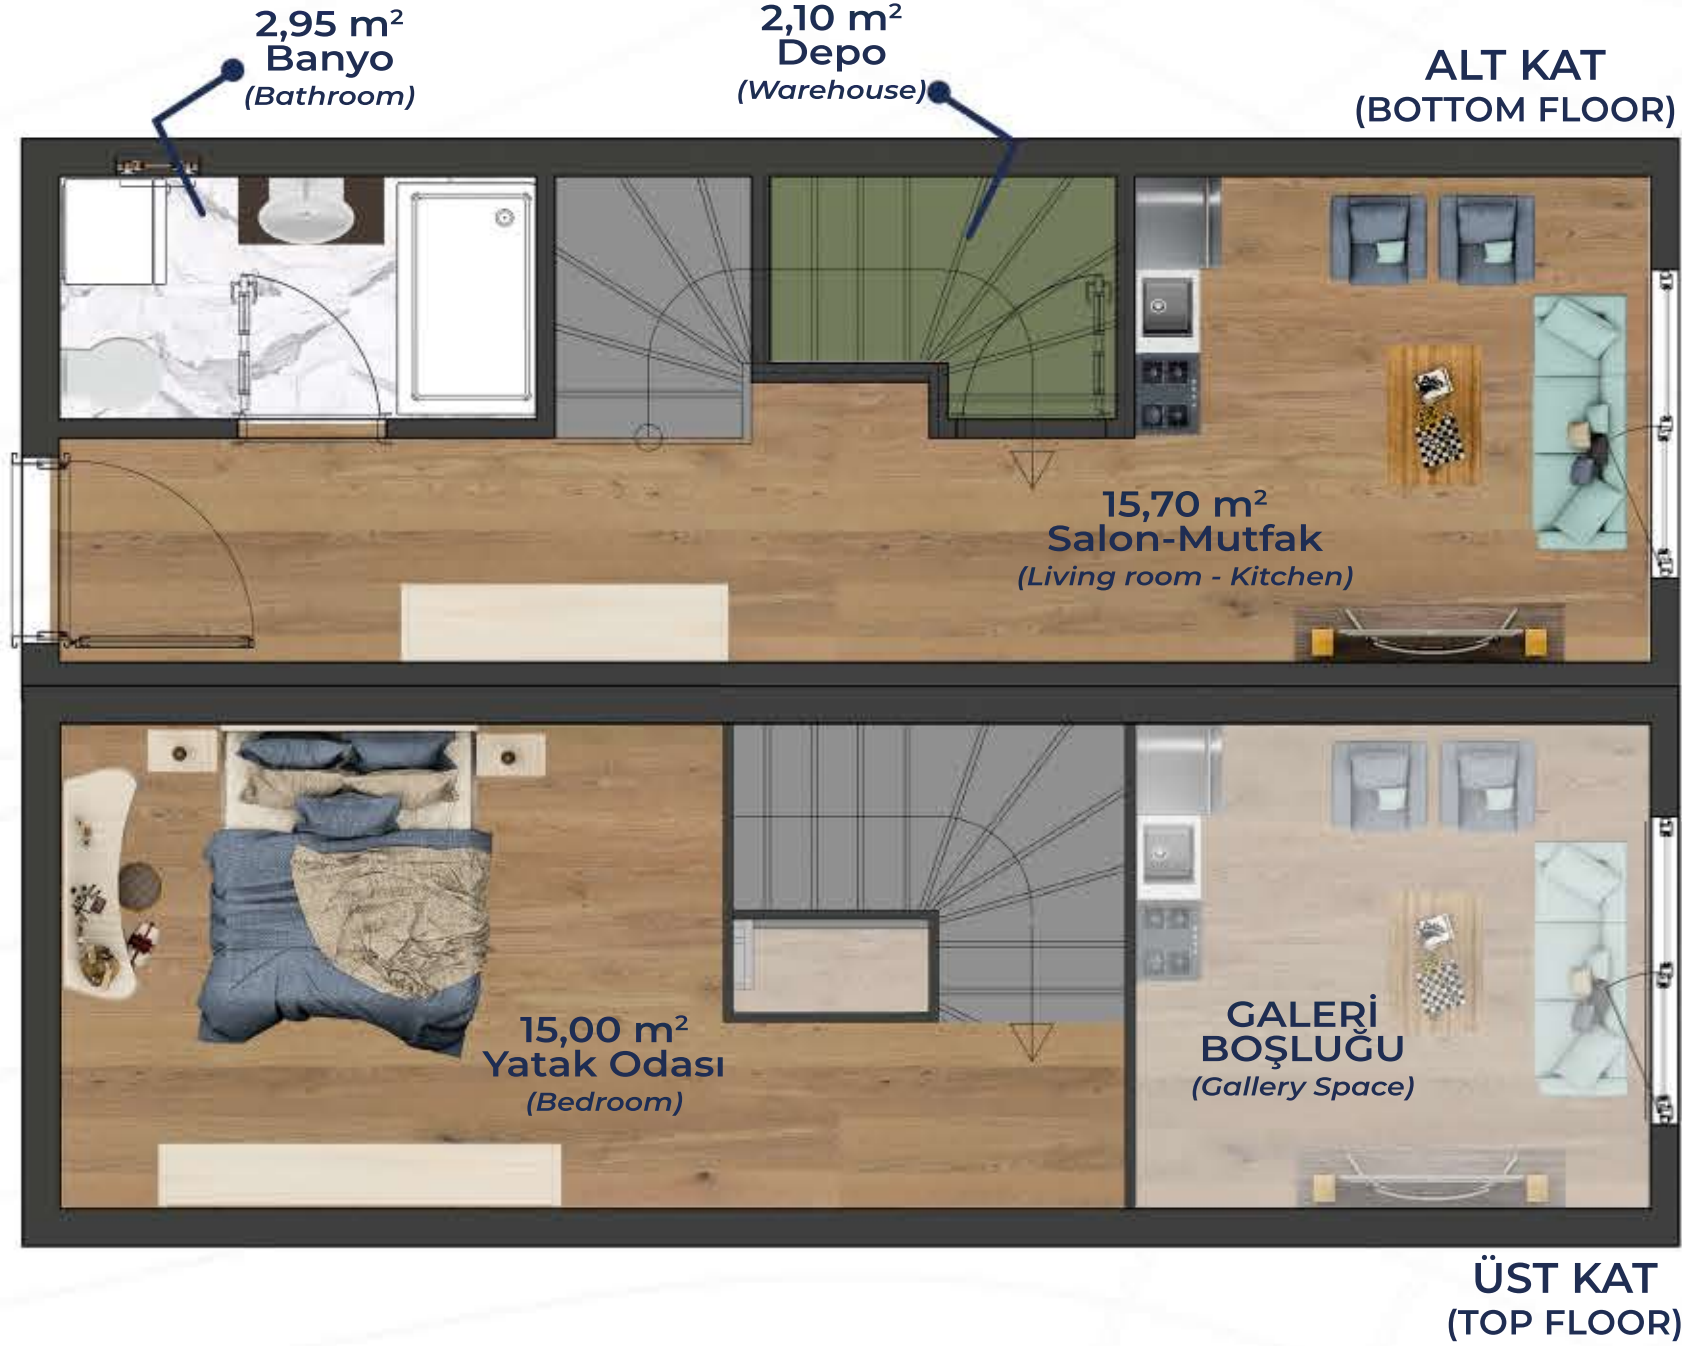 2,95 m²
Banyo
(Bathroom)
2,10 m²
Depo
(Warehouse)
ALT KAT
(BOTTOM FLOOR)
15,70 m²
Salon-Mutfak
(Living room - Kitchen)
15,00 m²
Yatak Odası
(Bedroom)
GALERİ
BOŞLUĞU
(Gallery Space)
ÜST KAT
(TOP FLOOR)